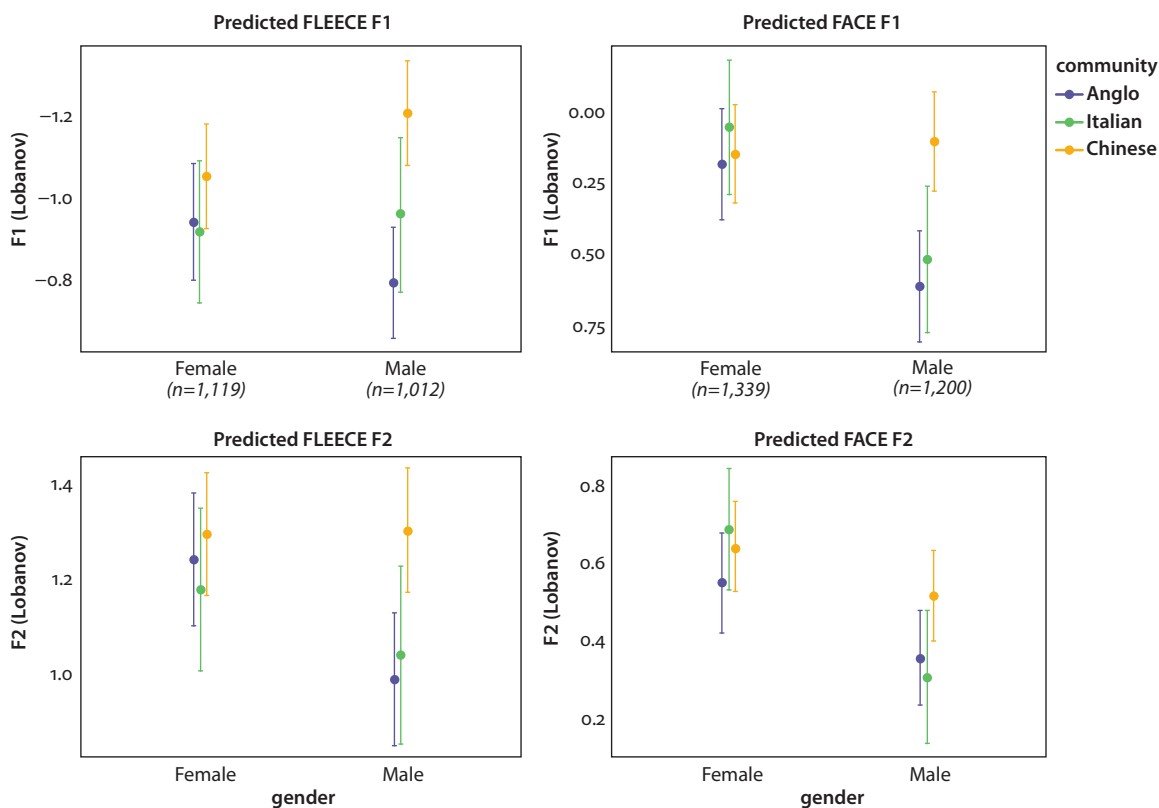 Predicted FLEECE F1
Predicted FACE F1
F1 (Lobanov)
−1.2
−1.0
−0.8
Female
(n=1,119)
Male
(n=1,012)
F1 (Lobanov)
0.00
0.25
0.50
0.75
Female
(n=1,339)
Male
(n=1,200)
community
Anglo
Italian
Chinese
Predicted FLEECE F2
Predicted FACE F2
F2 (Lobanov)
1.4
1.2
1.0
Female
Male
gender
F2 (Lobanov)
0.8
0.6
0.4
0.2
Female
Male
gender